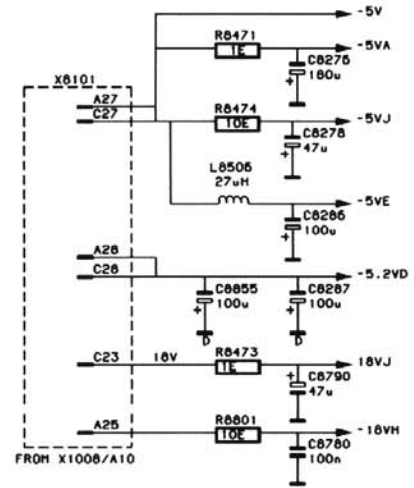 -5V
R8471
1E
-5VA
C8276
180u
X8101
A27
C27
R8474
10E
-5VJ
C8278
47u
L8506
27uH
-5VE
C8286
100u
A28
C28
-5.2VD
C8855
100u
C8287
100u
D
D
C23
18V
R8473
1E
18VJ
C8790
47u
A25
R8801
10E
-18VH
C8780
100n
FROM X1008/A10